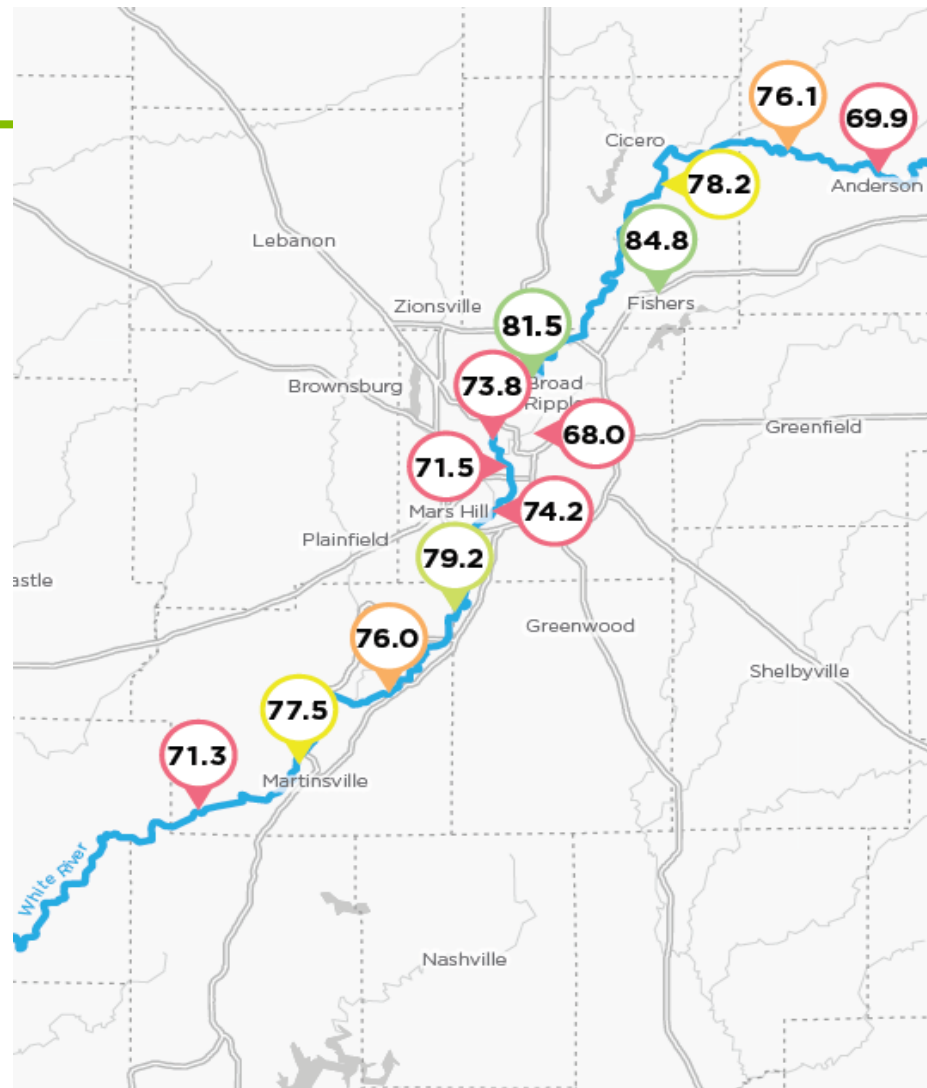 76.1
69.9
Cicero
Anderson
78.2
84.8
Lebanon
Fishers
Zionsville
81.5
Brownsburg
73.8
Broad
Ripple
68.0
Greenfield
71.5
Mars Hill
74.2
Plainfield
79.2
astle
76.0
Greenwood
Shelbyville
77.5
71.3
Martinsville
White River
Nashville